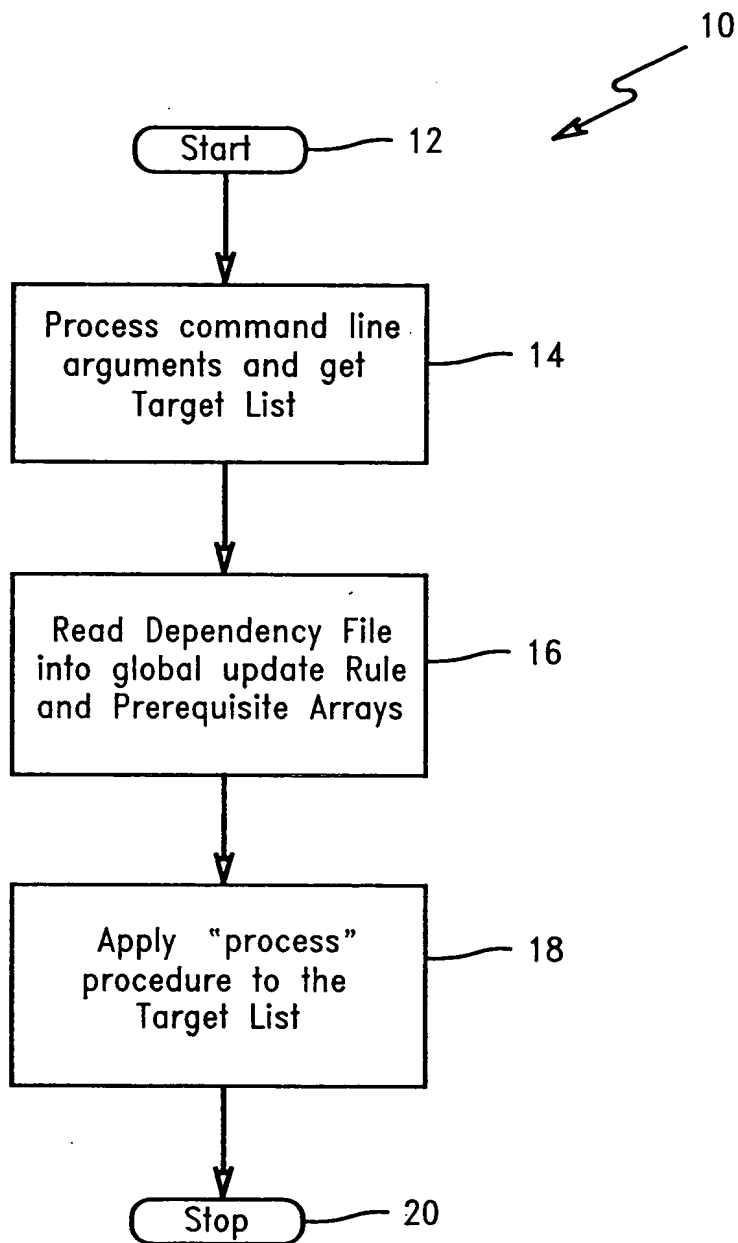 10
Start
12
Process command line
arguments and get
Target List
14
Read Dependency File
into global update Rule
and Prerequisite Arrays
16
Apply “process”
procedure to the
Target List
18
Stop
20